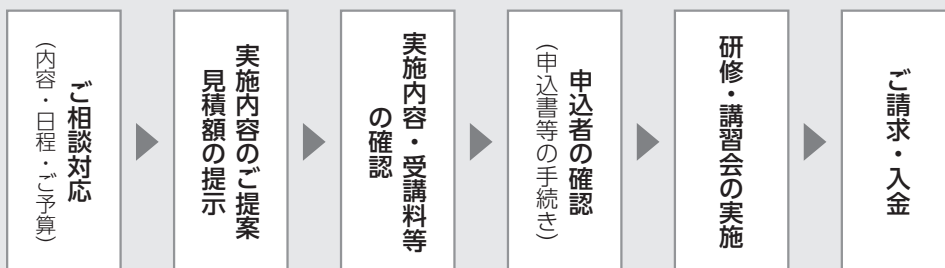 ご相談対応
（内容・日程・ご予算）
実施内容のご提案
見積額の提示
実施内容・受講料等
の確認
申込者の確認
（申込書等の手続き）
研修・講習会の実施
ご請求・入金